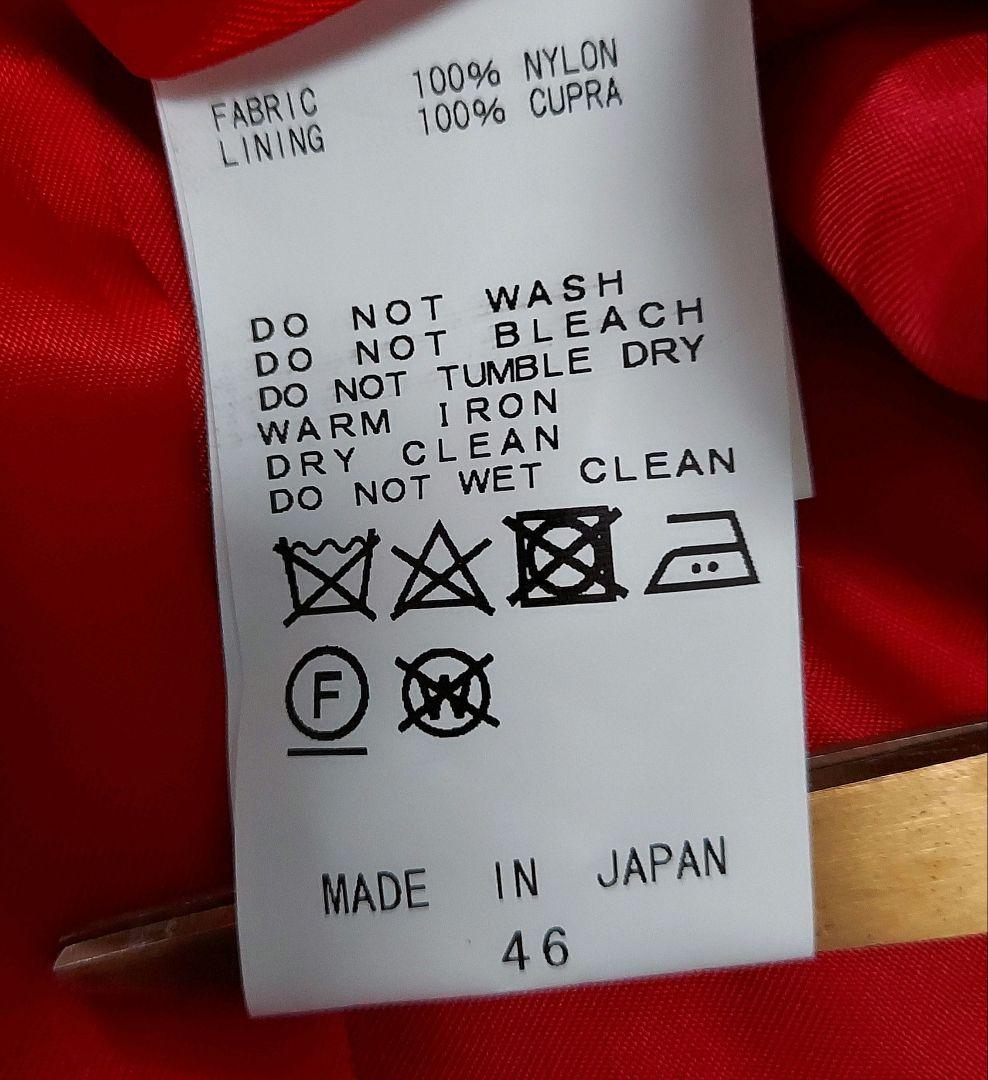 FABRIC 100% NYLON
LINING 100% CUPRA
DO NOT WASH
DO NOT BLEACH
DO NOT TUMBLE DRY
WARM IRON
DRY CLEAN
DO NOT WET CLEAN
F W
MADE IN JAPAN
46